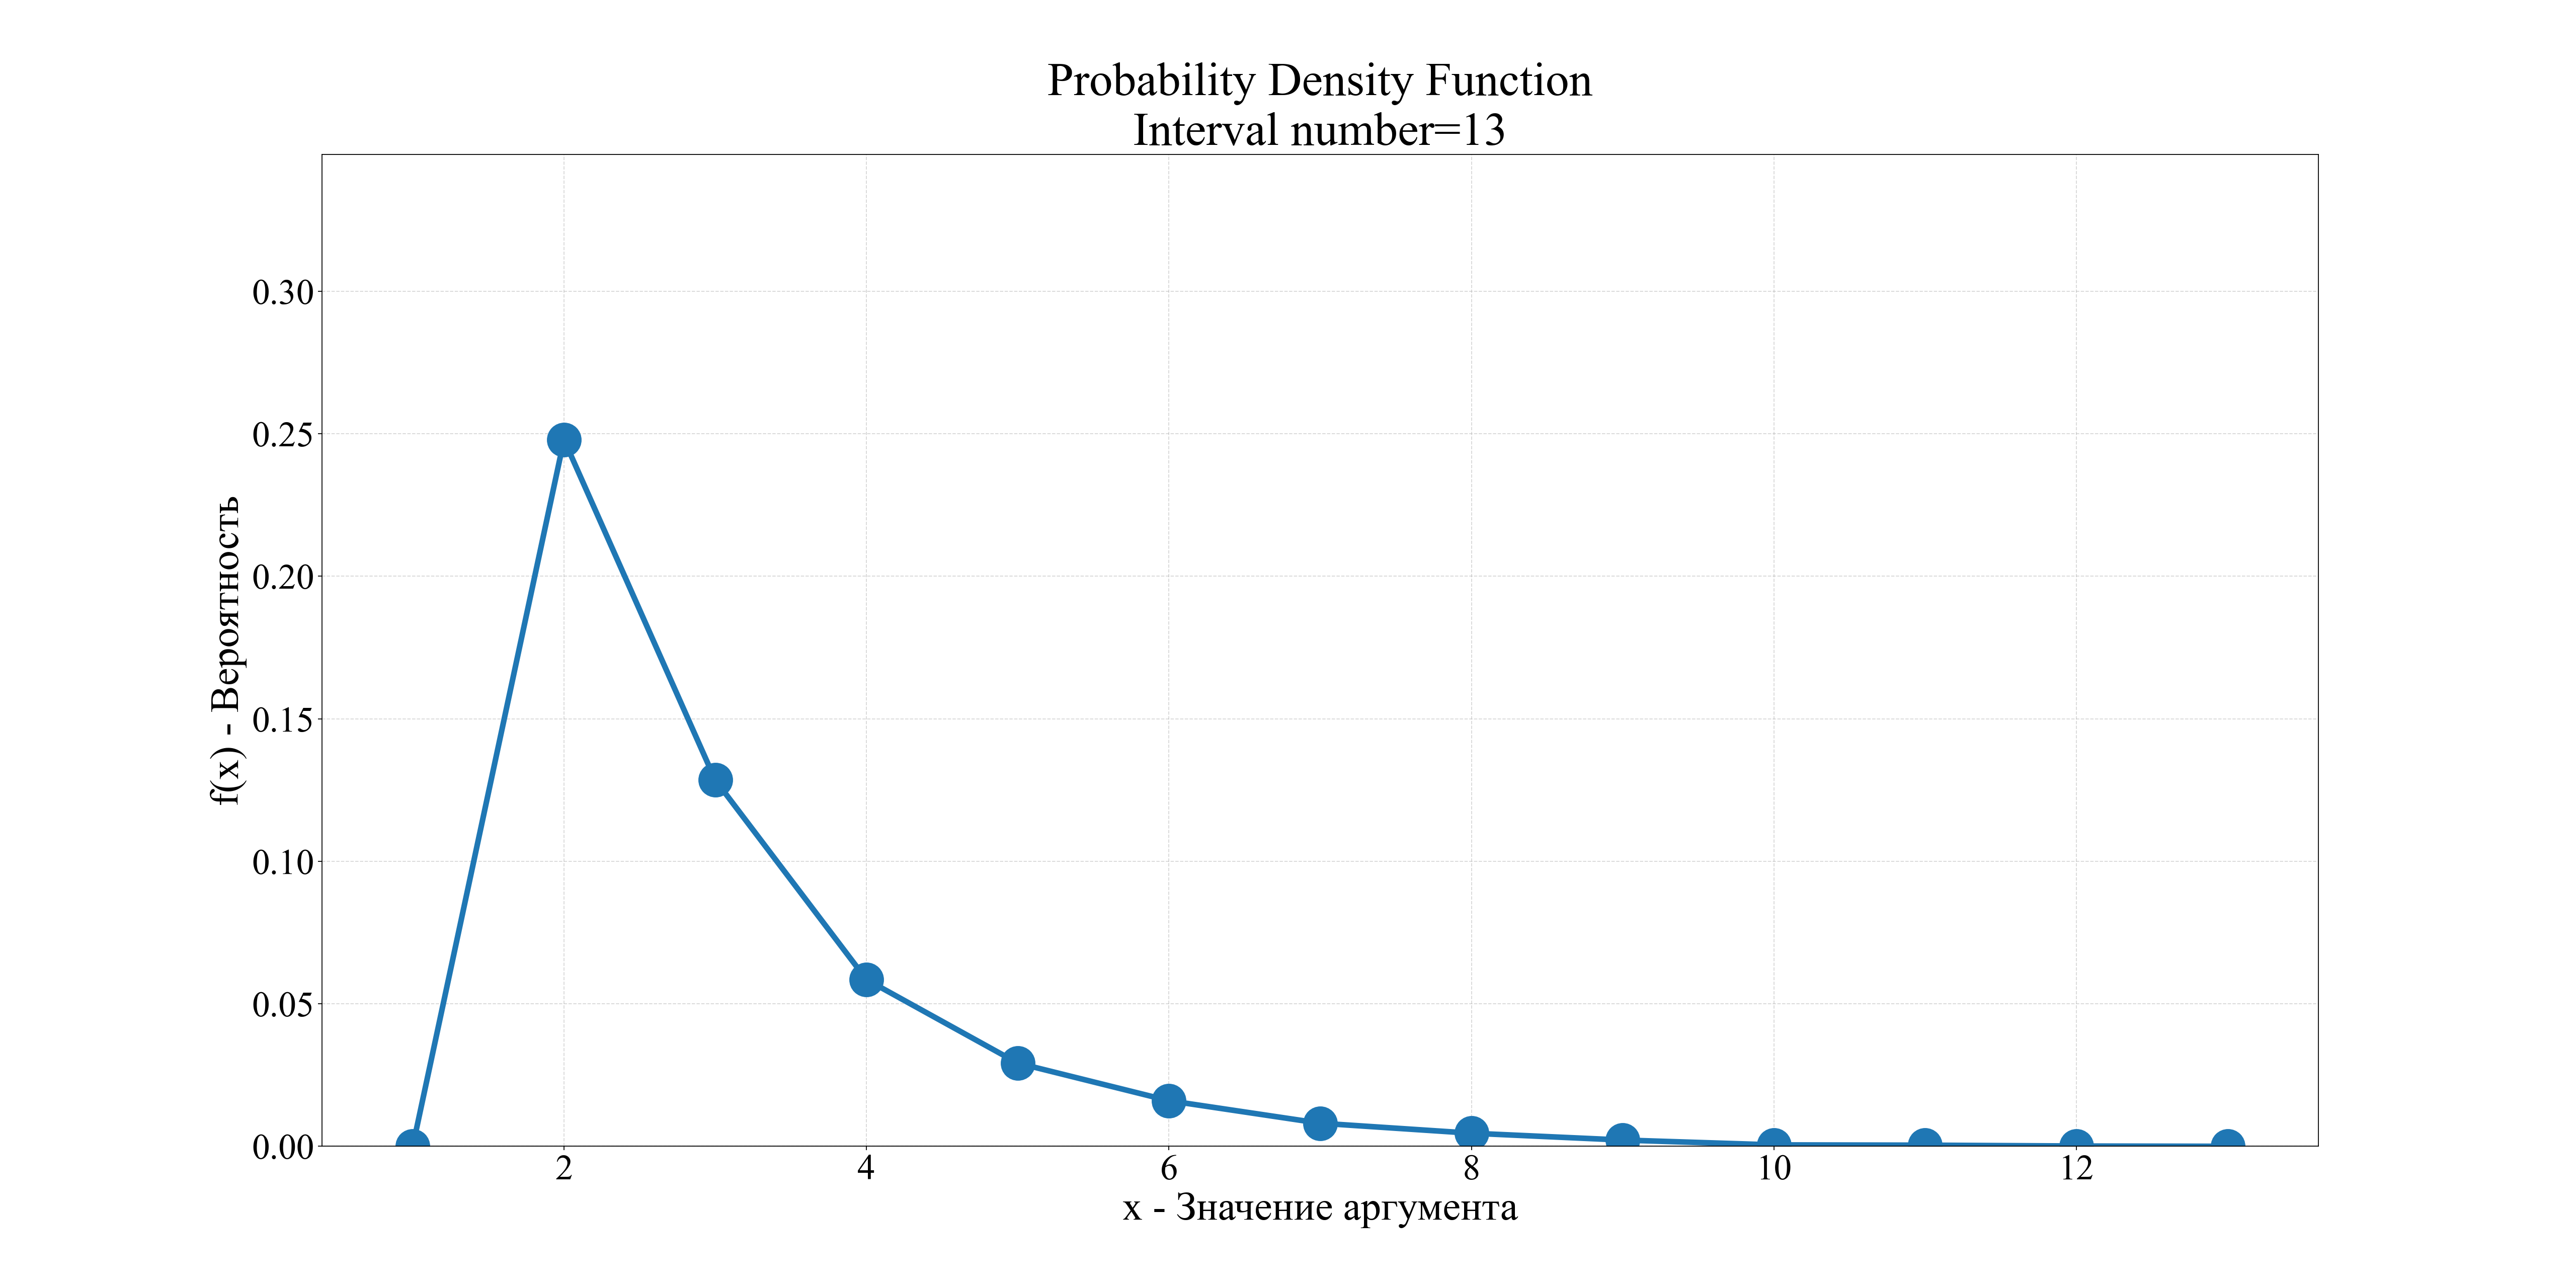 Probability Density Function
Interval number=13
f(x) - Вероятность
0.30
0.25
0.20
0.15
0.10
0.05
0.00
2 4 6 8 10 12
x - Значение аргумента